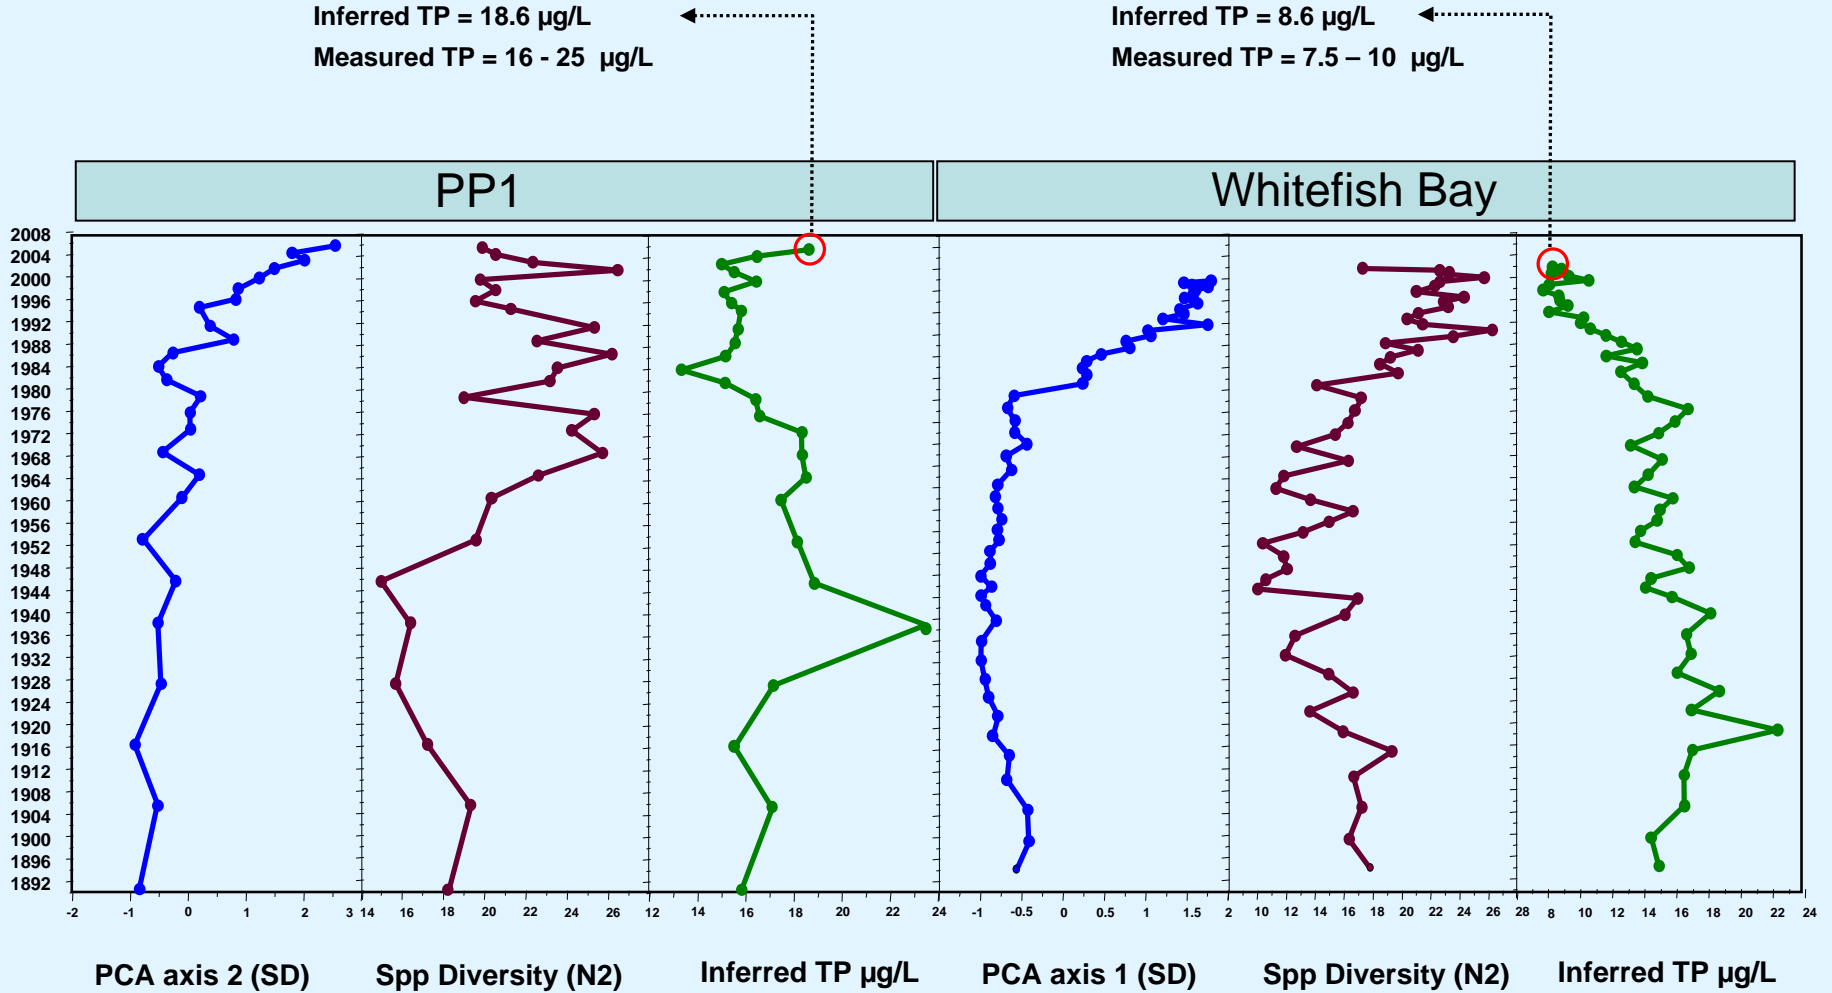 Inferred TP = 18.6 µg/L
Measured TP = 16 - 25 µg/L
Inferred TP = 8.6 µg/L
Measured TP = 7.5 – 10 µg/L
PP1
Whitefish Bay
2008
2004
2000
1996
1992
1988
1984
1980
1976
1972
1968
1964
1960
1956
1952
1948
1944
1940
1936
1932
1928
1924
1920
1916
1912
1908
1904
1900
1896
1892
-2 -1 0 1 2 3
14 16 18 20 22 24 26
12 14 16 18 20 22 24
-1 -0.5 0 0.5 1 1.5 2
10 12 14 16 18 20 22 24 26 28
8 10 12 14 16 18 20 22 24
PCA axis 2 (SD)
Spp Diversity (N2)
Inferred TP µg/L
PCA axis 1 (SD)
Spp Diversity (N2)
Inferred TP µg/L